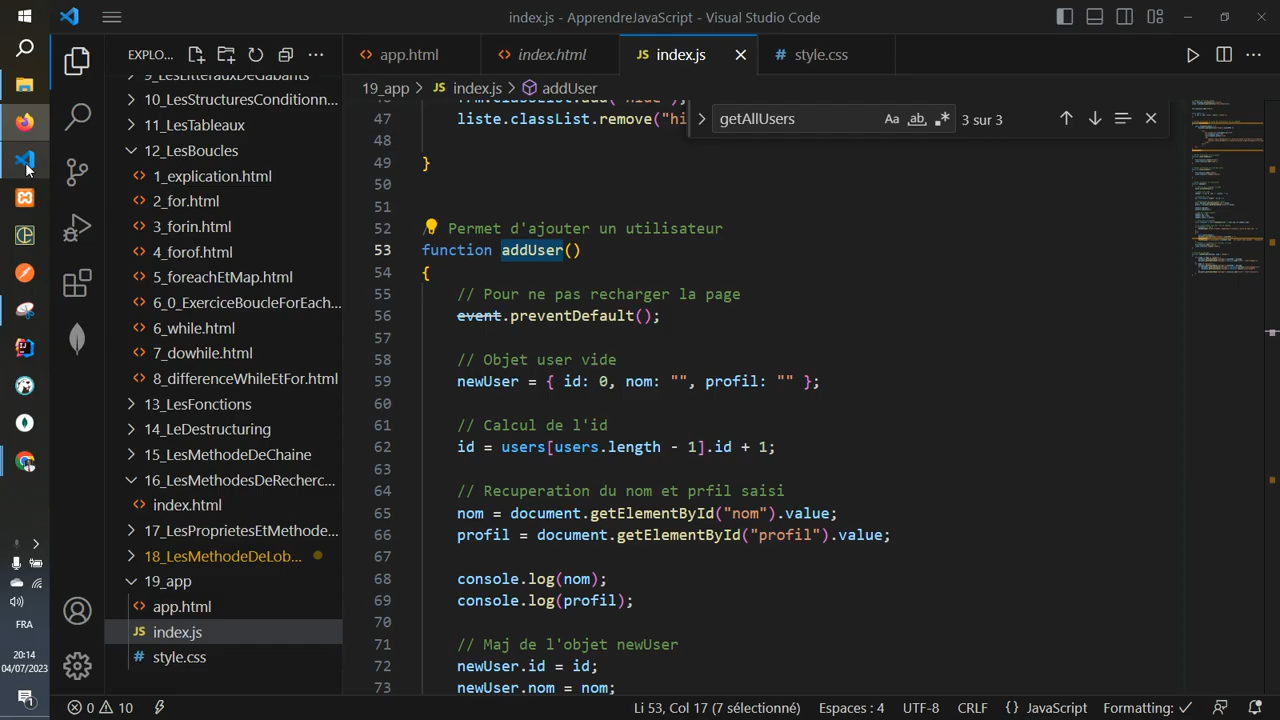 index.js - ApprendreJavaScript - Visual Studio Code
EXPLO...
app.html
index.html
index.js
style.css
19_app > index.js > addUser
getAllUsers
Aa
ab
3 sur 3
9_LesLitterauxDeGabarits
10_LesStructuresConditionn...
11_LesTableaux
12_LesBoucles
1_explication.html
2_for.html
3_forin.html
4_forof.html
5_foreachEtMap.html
6_0_ExerciceBoucleForEach...
6_while.html
7_dowhile.html
8_differenceWhileEtFor.html
13_LesFonctions
14_LeDestructuring
15_LesMethodeDeChaine
16_LesMethodesDeRecherc...
index.html
17_LesProprietesEtMethode...
18_LesMethodeDeLob...
19_app
app.html
index.js
style.css
46 frm.classList.add("hide");
47 liste.classList.remove("hi
48
49 }
50
51
52 Permet d'ajouter un utilisateur
53 function addUser()
54 {
55 // Pour ne pas recharger la page
56 event.preventDefault();
57
58 // Objet user vide
59 newUser = { id: 0, nom: "", profil: "" };
60
61 // Calcul de l'id
62 id = users[users.length - 1].id + 1;
63
64 // Recuperation du nom et prfil saisi
65 nom = document.getElementById("nom").value;
66 profil = document.getElementById("profil").value;
67
68 console.log(nom);
69 console.log(profil);
70
71 // Maj de l'objet newUser
72 newUser.id = id;
73 newUser.nom = nom;
FRA
20:14
04/07/2023
1
0
10
Li 53, Col 17 (7 sélectionné)
Espaces : 4
UTF-8
CRLF
{ } JavaScript
Formatting: